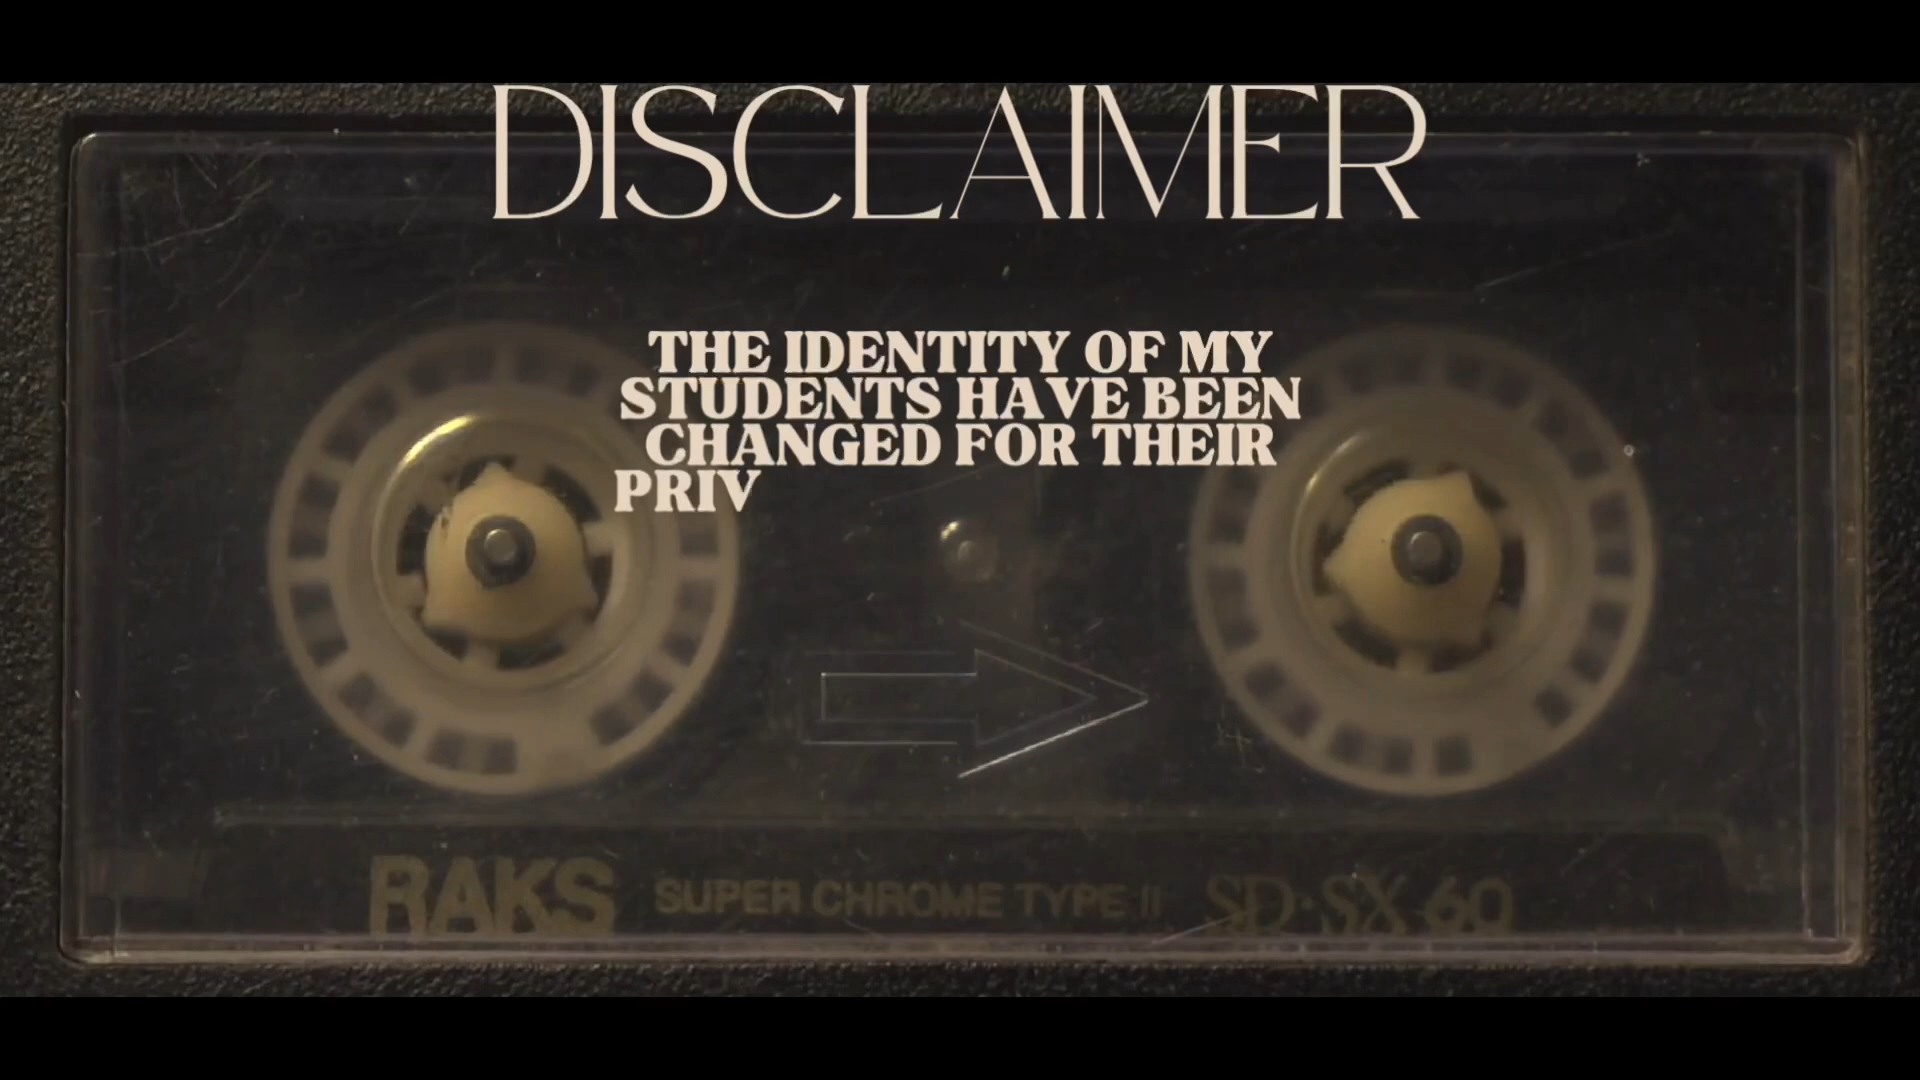 DISCLAIMER
THE IDENTITY OF MY
STUDENTS HAVE BEEN
CHANGED FOR THEIR
PRIV
RAKS SUPER CHROME TYPE II SD·SX 60